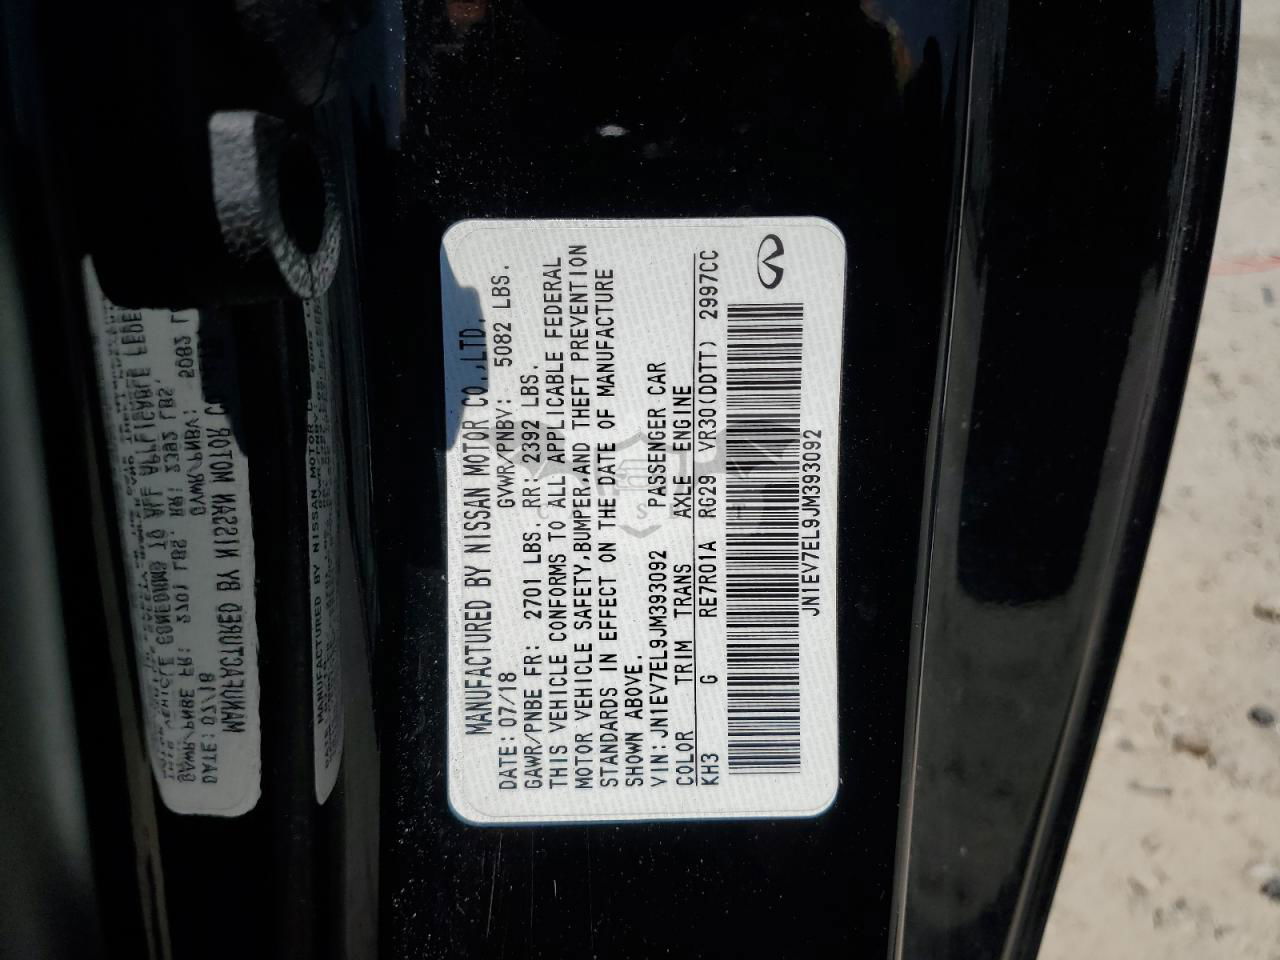 MANUFACTURED BY NISSAN MOTOR CO.,LTD.
DATE: 07/18 GVWR/PNBV: 5082 LBS.
GAWR/PNBE FR: 2701 LBS. RR: 2392 LBS.
THIS VEHICLE CONFORMS TO ALL APPLICABLE FEDERAL
MOTOR VEHICLE SAFETY,BUMPER,AND THEFT PREVENTION
STANDARDS IN EFFECT ON THE DATE OF MANUFACTURE
SHOWN ABOVE.
VIN:JN1EV7EL9JM393092 PASSENGER CAR
COLOR TRIM TRANS AXLE ENGINE
KH3 G RE7R01A RG29 VR30(DDTT) 2997CC
JN1EV7EL9JM393092